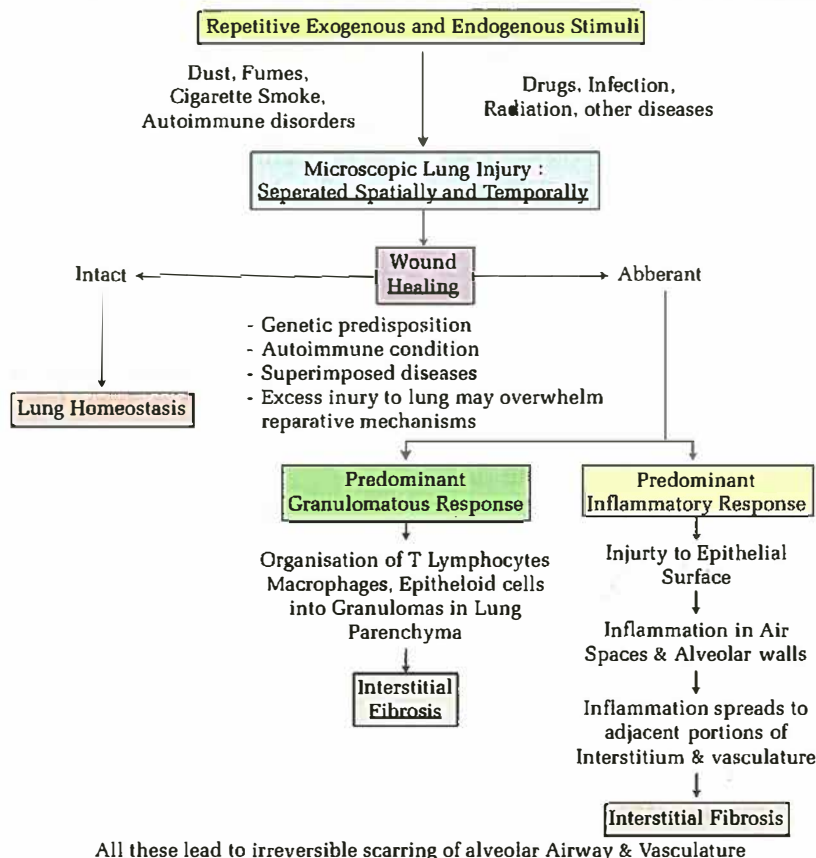 Repetitive Exogenous and Endogenous Stimuli
Dust, Fumes,
Cigarette Smoke,
Autoimmune disorders
Drugs, Infection,
Radiation, other diseases
Microscopic Lung Injury :
Seperated Spatially and Temporally
Intact
Wound
Healing
Abberant
- Genetic predisposition
- Autoimmune condition
- Superimposed diseases
- Excess inury to lung may overwhelm
reparative mechanisms
Lung Homeostasis
Predominant
Granulomatous Response
Organisation of T Lymphocytes
Macrophages, Epitheloid cells
into Granulomas in Lung
Parenchyma
Interstitial
Fibrosis
Predominant
Inflammatory Response
Injurty to Epithelial
Surface
Inflammation in Air
Spaces & Alveolar walls
Inflammation spreads to
adjacent portions of
Interstitium & vasculature
Interstitial Fibrosis
All these lead to irreversible scarring of alveolar Airway & Vasculature